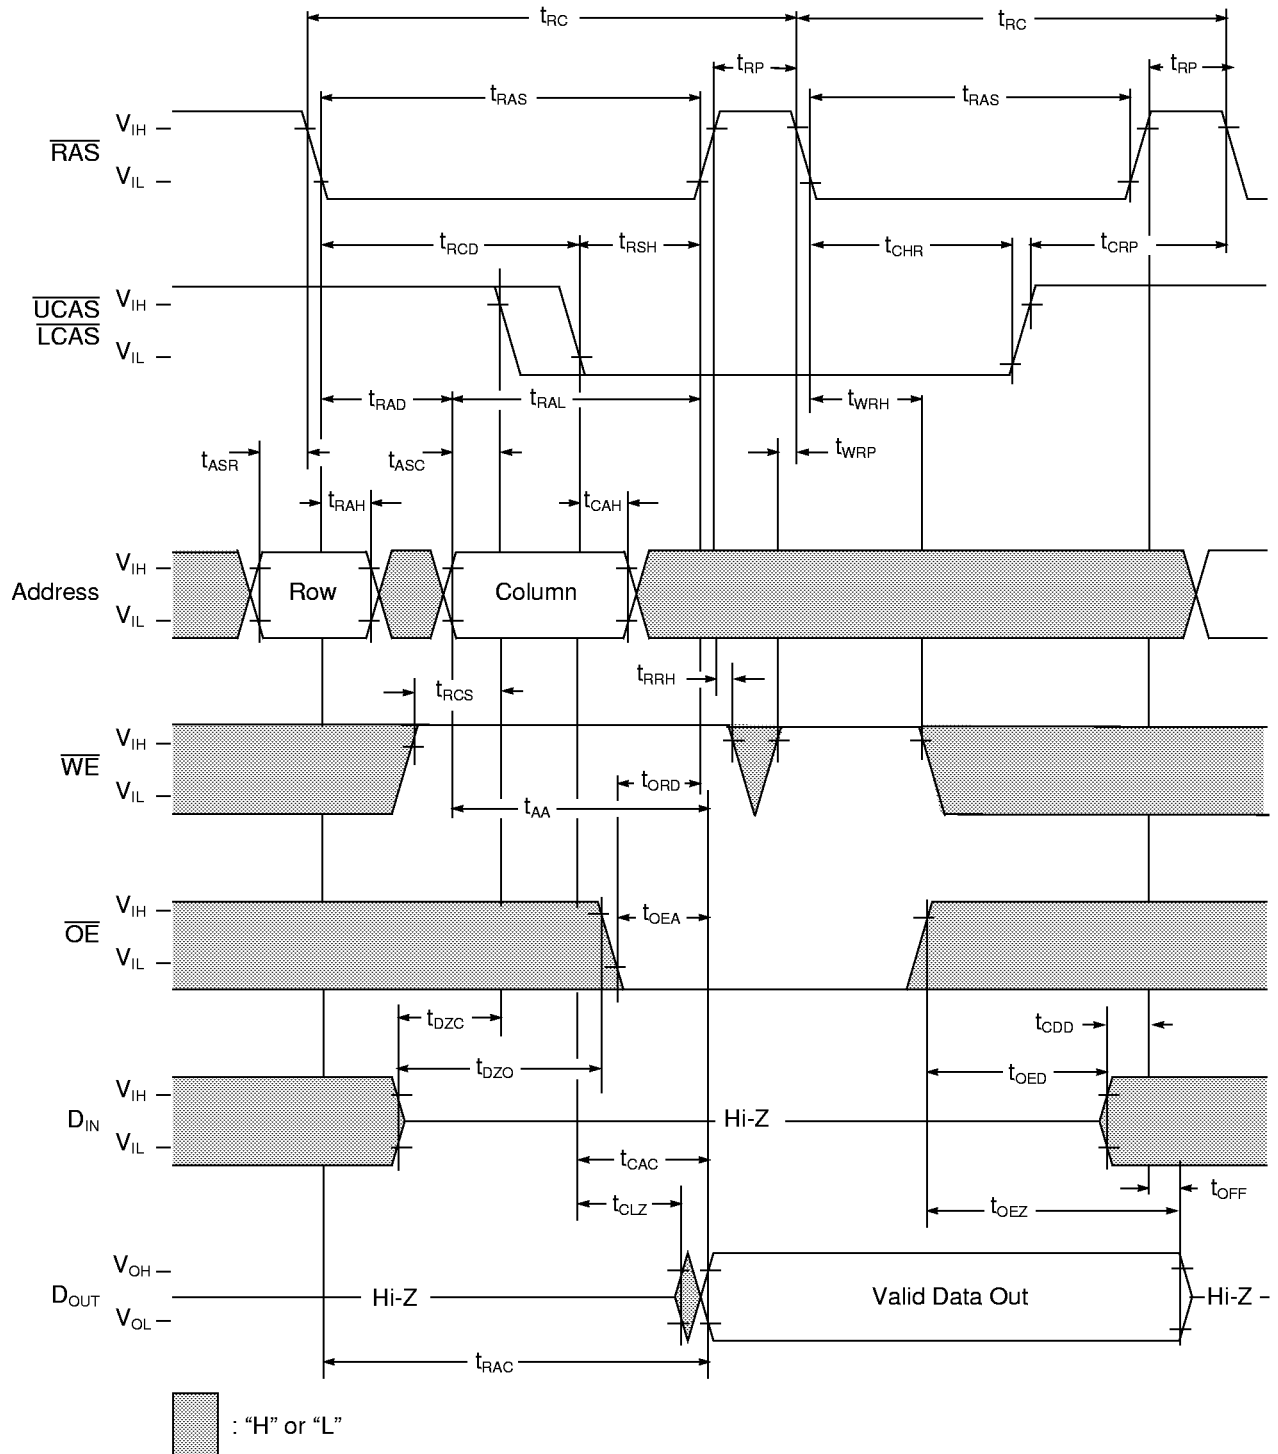 tRC tRC
tRP tRP
tRAS tRAS
RAS VIH
VIL
tRCD tRSH tCHR tCRP
UCAS VIH
LCAS
VIL
tRAD tRAL tWRH
tASR tASC tWRP
tRAH tCAH
Address VIH
Row Column
VIL
tRRH
tRCS
WE VIH
VIL
tORD
tAA
OE VIH
tOEA
VIL
tDZC tCDD
tDZO tOED
DIN VIH
Hi-Z
VIL
tCAC
tCLZ tOEZ tOFF
DOUT VOH
Hi-Z Valid Data Out Hi-Z
VOL
tRAC
: “H” or “L”